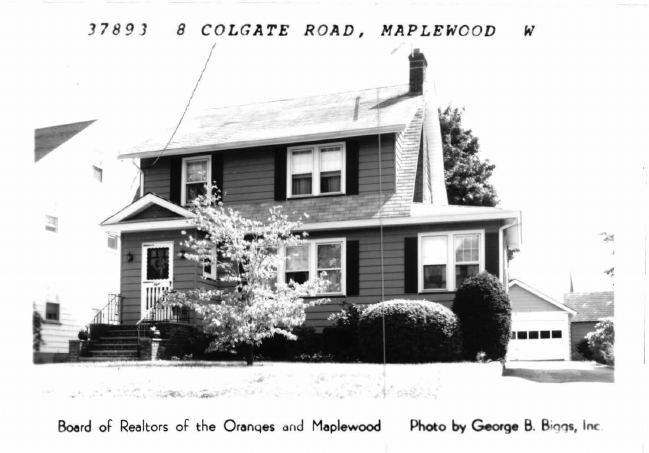 37893 8 COLGATE ROAD, MAPLEWOOD W
Board of Realtors of the Oranges and Maplewood Photo by George B. Biggs, Inc.